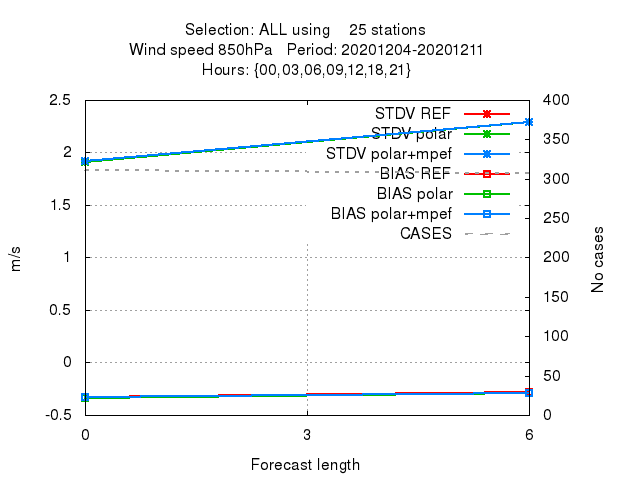 Selection: ALL using 25 stations
Wind speed 850hPa Period: 20201204-20201211
Hours: {00,03,06,09,12,18,21}
2.5
2
1.5
1
0.5
0
-0.5
400
350
300
250
200
150
100
50
0
STDV REF
STDV polar
STDV polar+mpef
BIAS REF
BIAS polar
BIAS polar+mpef
CASES
m/s
No cases
0
3
6
Forecast length